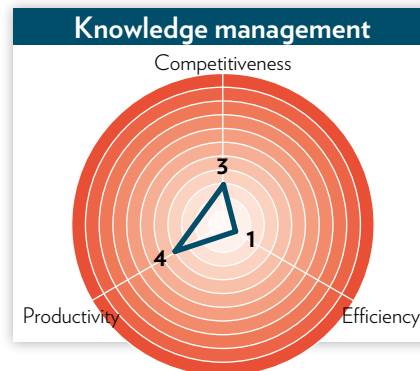 Knowledge management
Competitiveness
3
1
4
Productivity
Efficiency